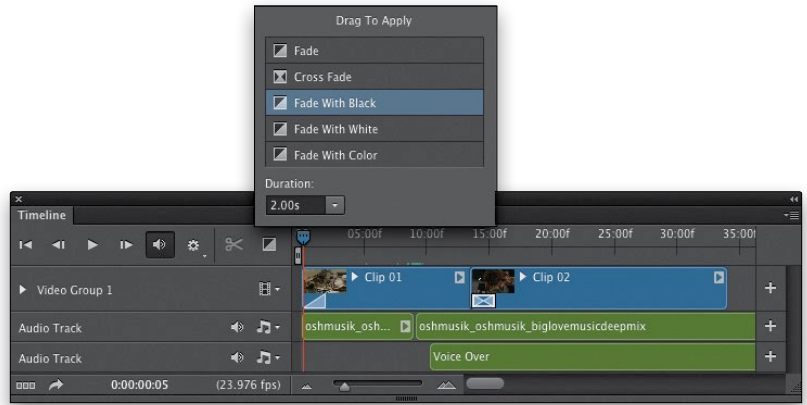 Drag To Apply
Fade
Cross Fade
Fade With Black
Fade With White
Fade With Color
Duration:
2.00s
Timeline
05:00f 10:00f 15:00f 20:00f 25:00f 30:00f 35:00f
Video Group 1
Clip 01
Clip 02
Audio Track
oshmusik_osh...
oshmusik_oshmusik_biglovemusicdeepmix
Audio Track
Voice Over
0:00:00:05
(23.976 fps)